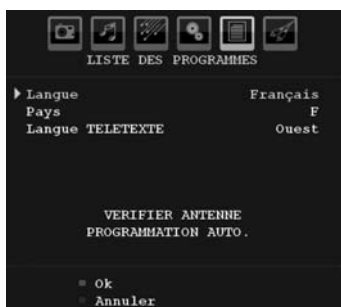 LISTE DES PROGRAMMES
Langue Français
Pays F
Langue TELETEXTE Ouest
VERIFIER ANTENNE
PROGRAMMATION AUTO.
Ok
Annuler